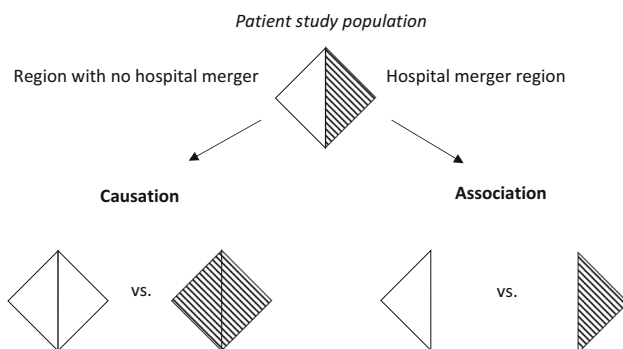 Patient study population
Region with no hospital merger
Hospital merger region
Causation
Association
vs.
vs.